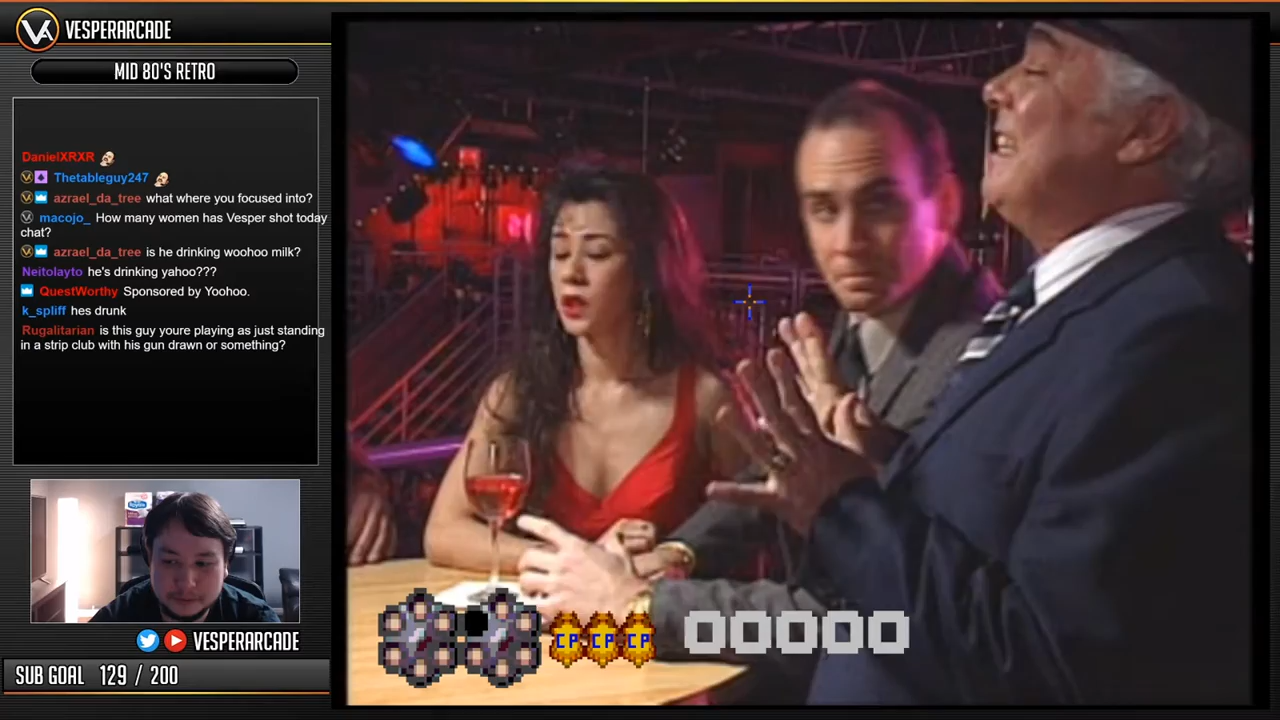 VESPERARCADE
MID 80'S RETRO
DanielXRXR
Thetableguy247
azrael_da_tree what where you focused into?
macojo_ How many women has Vesper shot today
chat?
azrael_da_tree is he drinking woohoo milk?
Neitolayto he's drinking yahoo???
QuestWorthy Sponsored by Yoohoo.
k_spliff hes drunk
Rugalitarian is this guy youre playing as just standing
in a strip club with his gun drawn or something?
VESPERARCADE
SUB GOAL 129 / 200
CP CP CP 00000